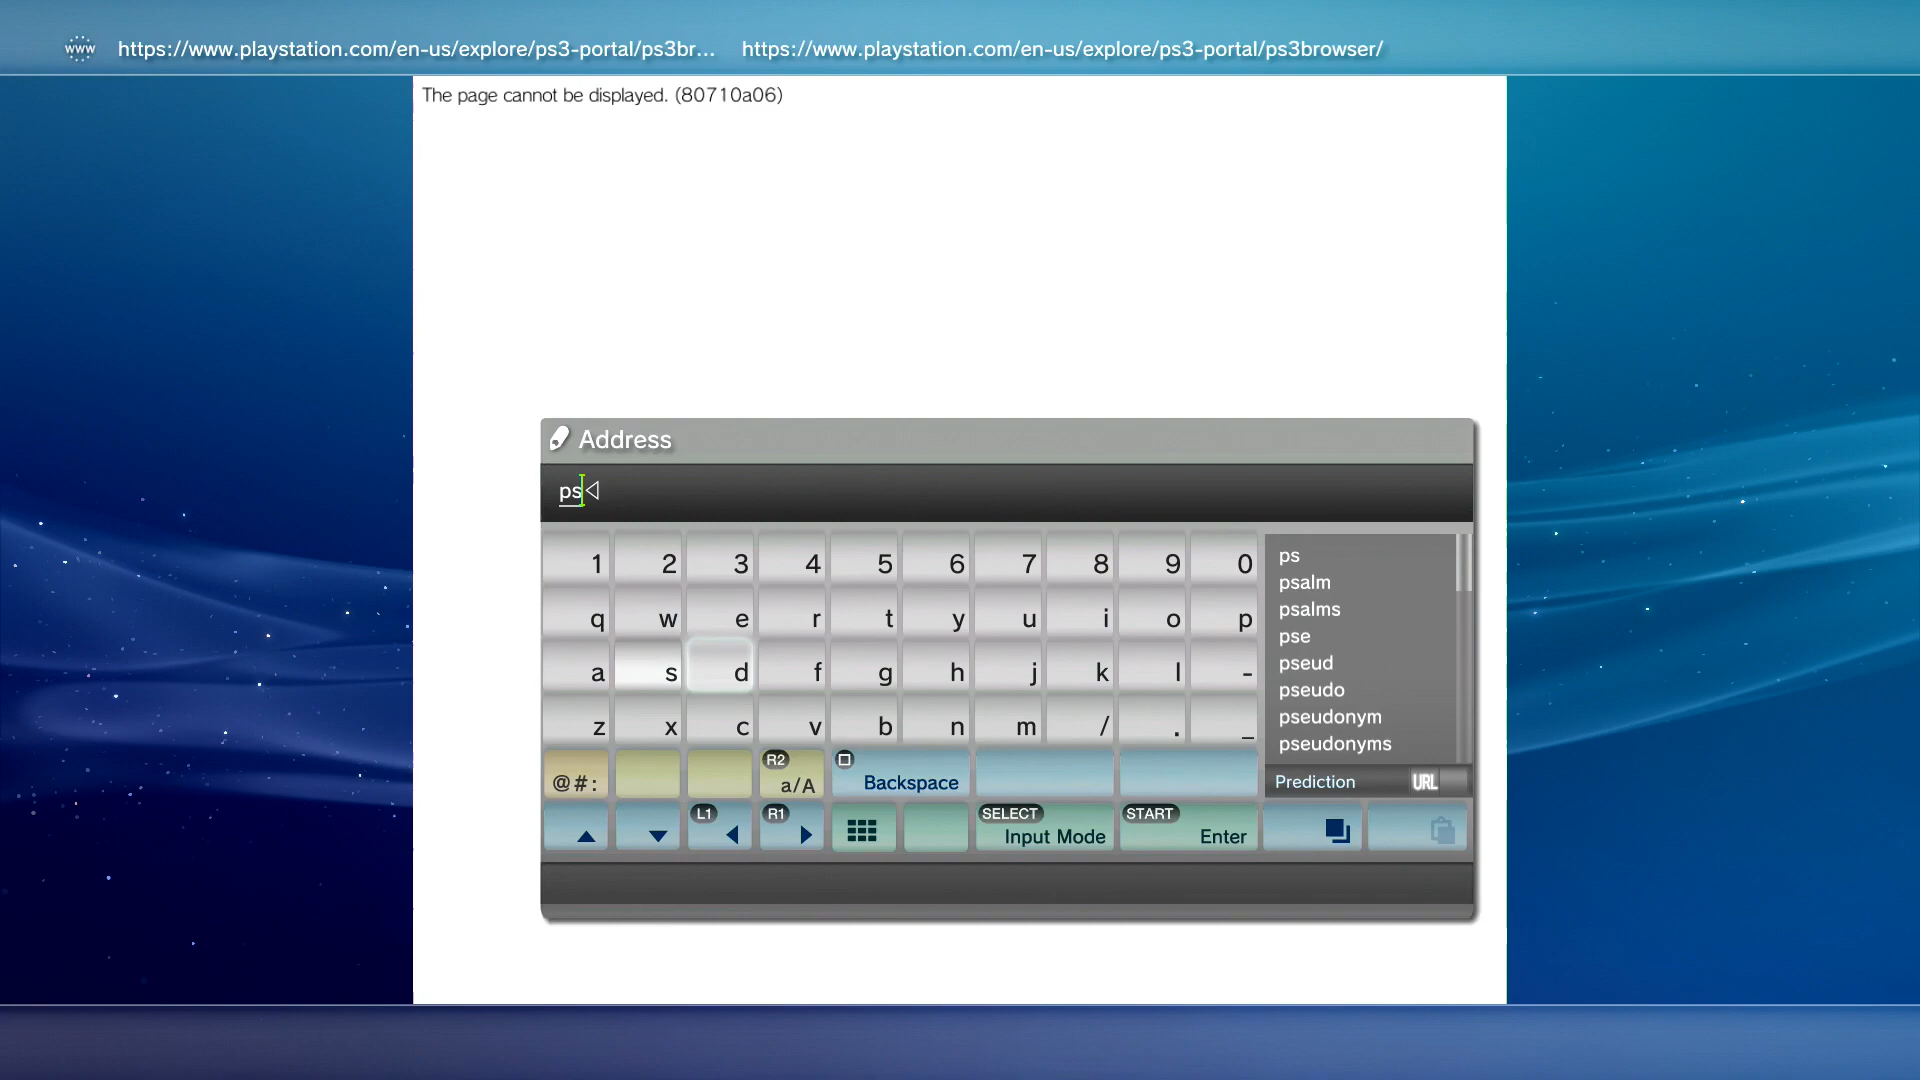 www https://www.playstation.com/en-us/explore/ps3-portal/ps3br... https://www.playstation.com/en-us/explore/ps3-portal/ps3browser/
The page cannot be displayed. (80710a06)
Address
ps
1 2 3 4 5 6 7 8 9 0
q w e r t y u i o p
a s d f g h j k l -
z x c v b n m / . _
@#: R2 a/A Backspace
L1 R1 SELECT Input Mode START Enter
ps
psalm
psalms
pse
pseud
pseudo
pseudonym
pseudonyms
Prediction URL